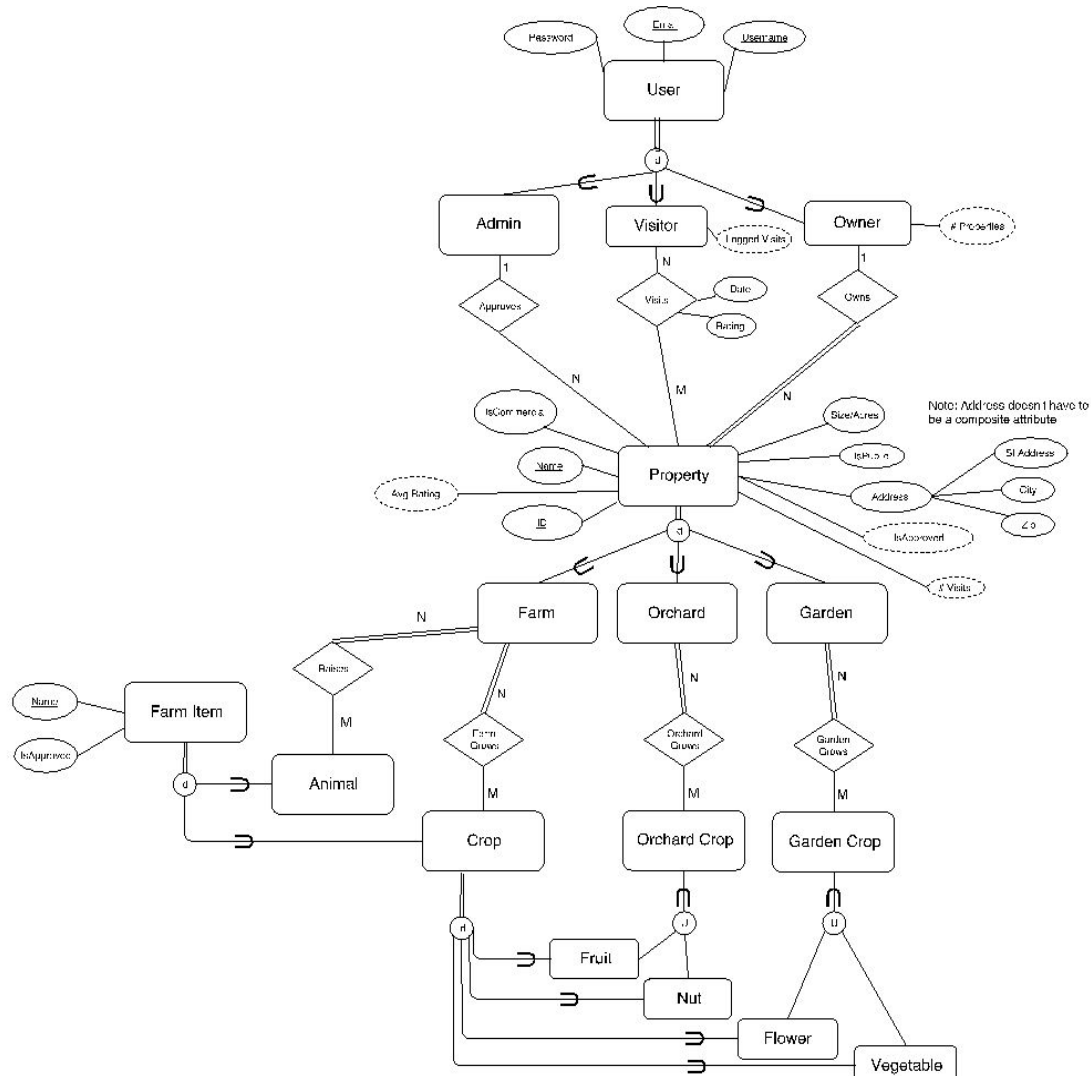 Email
Password
Username
User
d
Admin
Visitor
Owner
Logged Visits
# Properties
1
N
1
Approves
Visits
Date
Rating
Owns
N
M
N
Note: Address doesn't have to
be a composite attribute
IsCommercial
Size/Acres
St Address
Name
Property
IsPublic
Avg Rating
Address
City
ID
Zip
d
IsApproved
# Visits
Farm
Orchard
Garden
N
Raises
N
N
N
Name
Farm Item
M
Farm
Grows
Orchard
Grows
Garden
Grows
IsApproved
d
Animal
M
M
M
Crop
Orchard Crop
Garden Crop
d
U
U
Fruit
Nut
Flower
Vegetable